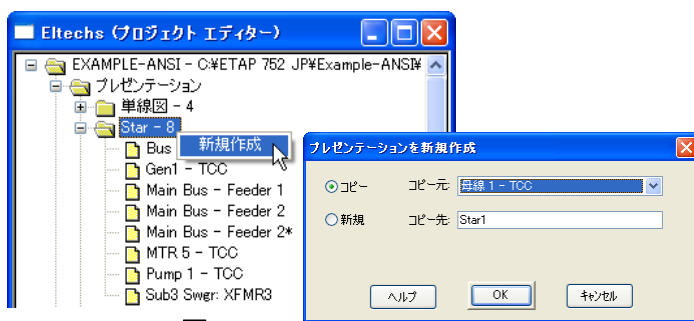 Eltechs (プロジェクト エディター)
EXAMPLE-ANSI - C:¥ETAP 752 JP¥Example-ANSI¥
プレゼンテーション
単線図 - 4
Star - 8
新規作成
Bus
Gen1 - TCC
Main Bus - Feeder 1
Main Bus - Feeder 2
Main Bus - Feeder 2*
MTR 5 - TCC
Pump 1 - TCC
Sub3 Swgr: XFMR3
プレゼンテーションを新規作成
コピー コピー元: 母線 1 - TCC
新規 コピー先: Star1
ヘルプ OK キャンセル